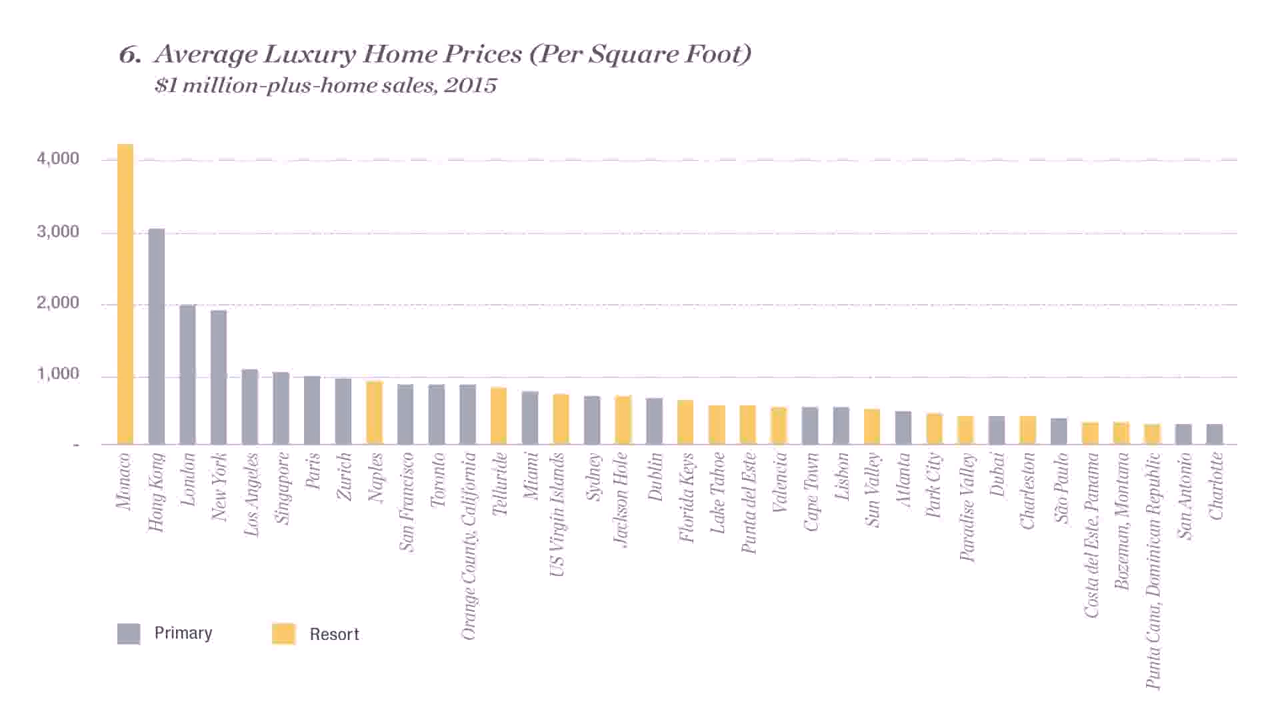 6. Average Luxury Home Prices (Per Square Foot)
$1 million-plus-home sales, 2015
4,000
3,000
2,000
1,000
-
Monaco
Hong Kong
London
New York
Los Angeles
Singapore
Paris
Zurich
Naples
San Francisco
Toronto
Orange County, California
Telluride
Miami
US Virgin Islands
Sydney
Jackson Hole
Dublin
Florida Keys
Lake Tahoe
Punta del Este
Valencia
Cape Town
Lisbon
Sun Valley
Atlanta
Park City
Paradise Valley
Dubai
Charleston
São Paulo
Costa del Este, Panama
Bozeman, Montana
Punta Cana, Dominican Republic
San Antonio
Charlotte
Primary
Resort